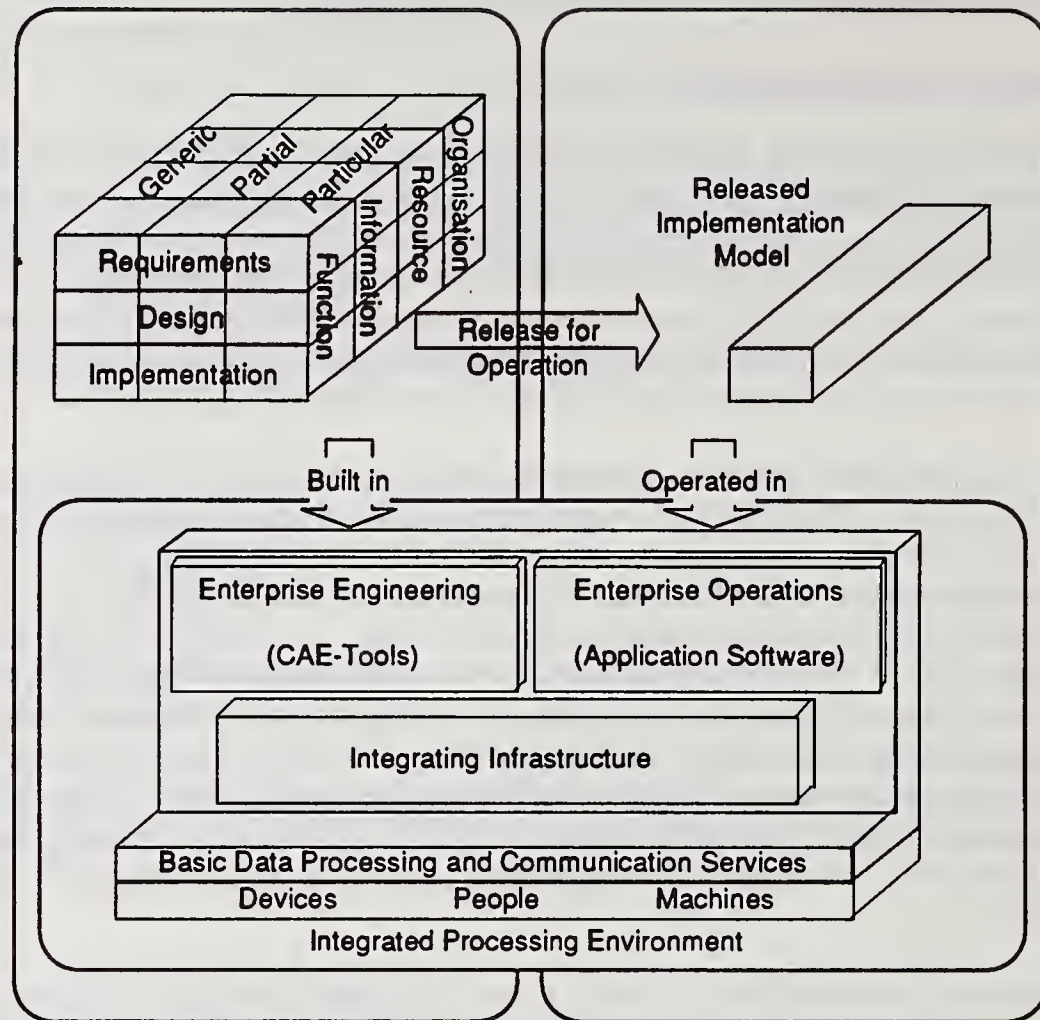 Generic
Partial
Particular
Organisation
Resource
Information
Function
Requirements
Design
Implementation
Release for
Operation
Released
Implementation
Model
Built in
Operated in
Enterprise Engineering
(CAE-Tools)
Enterprise Operations
(Application Software)
Integrating Infrastructure
Basic Data Processing and Communication Services
Devices People Machines
Integrated Processing Environment